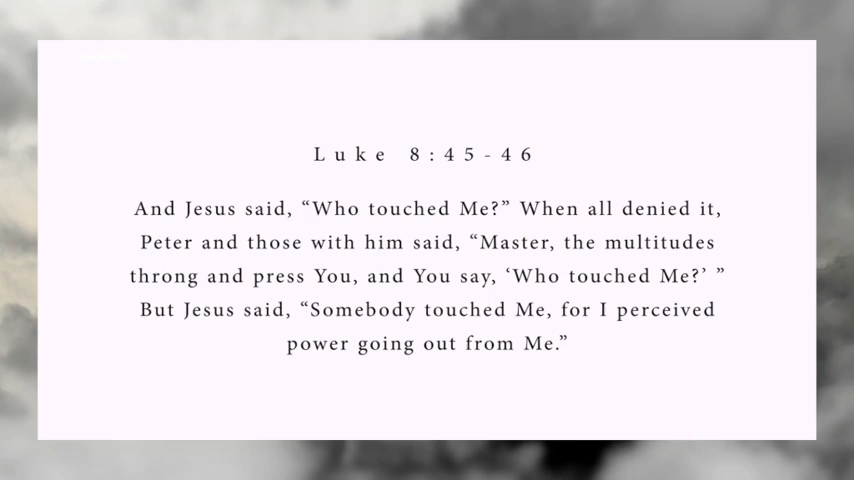 Luke 8:45-46
And Jesus said, “Who touched Me?” When all denied it,
Peter and those with him said, “Master, the multitudes
throng and press You, and You say, ‘Who touched Me?’ ”
But Jesus said, “Somebody touched Me, for I perceived
power going out from Me.”